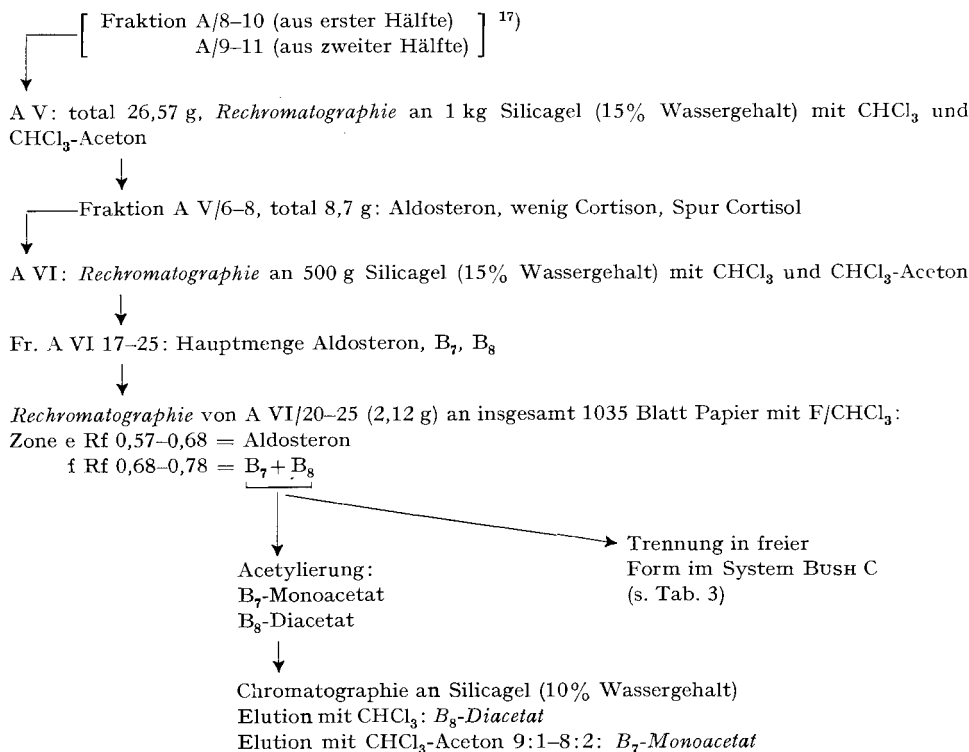 Fraktion A/8–10 (aus erster Hälfte) 17)
A/9–11 (aus zweiter Hälfte)
A V: total 26,57 g, Rechromatographie an 1 kg Silicagel (15% Wassergehalt) mit CHCl₃ und
CHCl₃-Aceton
Fraktion A V/6–8, total 8,7 g: Aldosteron, wenig Cortison, Spur Cortisol
A VI: Rechromatographie an 500 g Silicagel (15% Wassergehalt) mit CHCl₃ und CHCl₃-Aceton
Fr. A VI 17–25: Hauptmenge Aldosteron, B₇, B₈
Rechromatographie von A VI/20–25 (2,12 g) an insgesamt 1035 Blatt Papier mit F/CHCl₃:
Zone e Rf 0,57–0,68 = Aldosteron
f Rf 0,68–0,78 = B₇+B₈
Acetylierung:
B₇-Monoacetat
B₈-Diacetat
Trennung in freier
Form im System BUSH C
(s. Tab. 3)
Chromatographie an Silicagel (10% Wassergehalt)
Elution mit CHCl₃: B₈-Diacetat
Elution mit CHCl₃-Aceton 9:1–8:2: B₇-Monoacetat